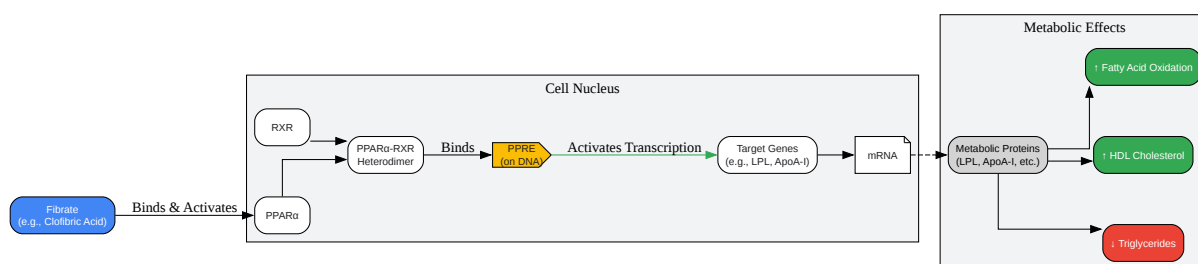 Metabolic Effects
↑ Fatty Acid Oxidation
Cell Nucleus
RXR
PPARα-RXR
Heterodimer
Binds
PPRE
(on DNA)
Activates Transcription
Target Genes
(e.g., LPL, ApoA-I)
mRNA
Metabolic Proteins
(LPL, ApoA-I, etc.)
↑ HDL Cholesterol
Fibrate
(e.g., Clofibric Acid)
Binds & Activates
PPARα
↓ Triglycerides